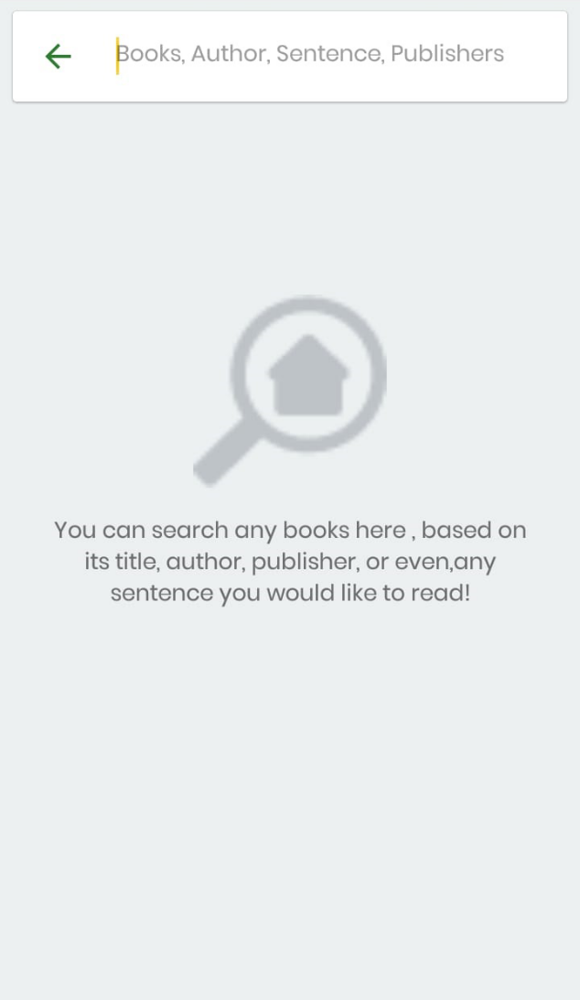 Books, Author, Sentence, Publishers
You can search any books here , based on
its title, author, publisher, or even,any
sentence you would like to read!